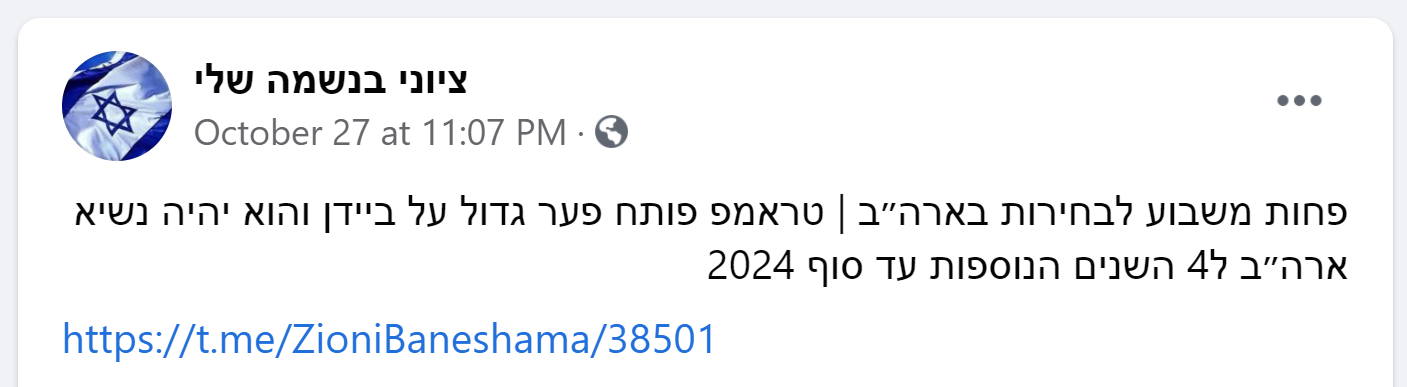 ציוני בנשמה שלי
October 27 at 11:07 PM ·
פחות משבוע לבחירות בארה״ב | טראמפ פותח פער גדול על ביידן והוא יהיה נשיא
ארה״ב ל4 השנים הנוספות עד סוף 2024
https://t.me/ZioniBaneshama/38501